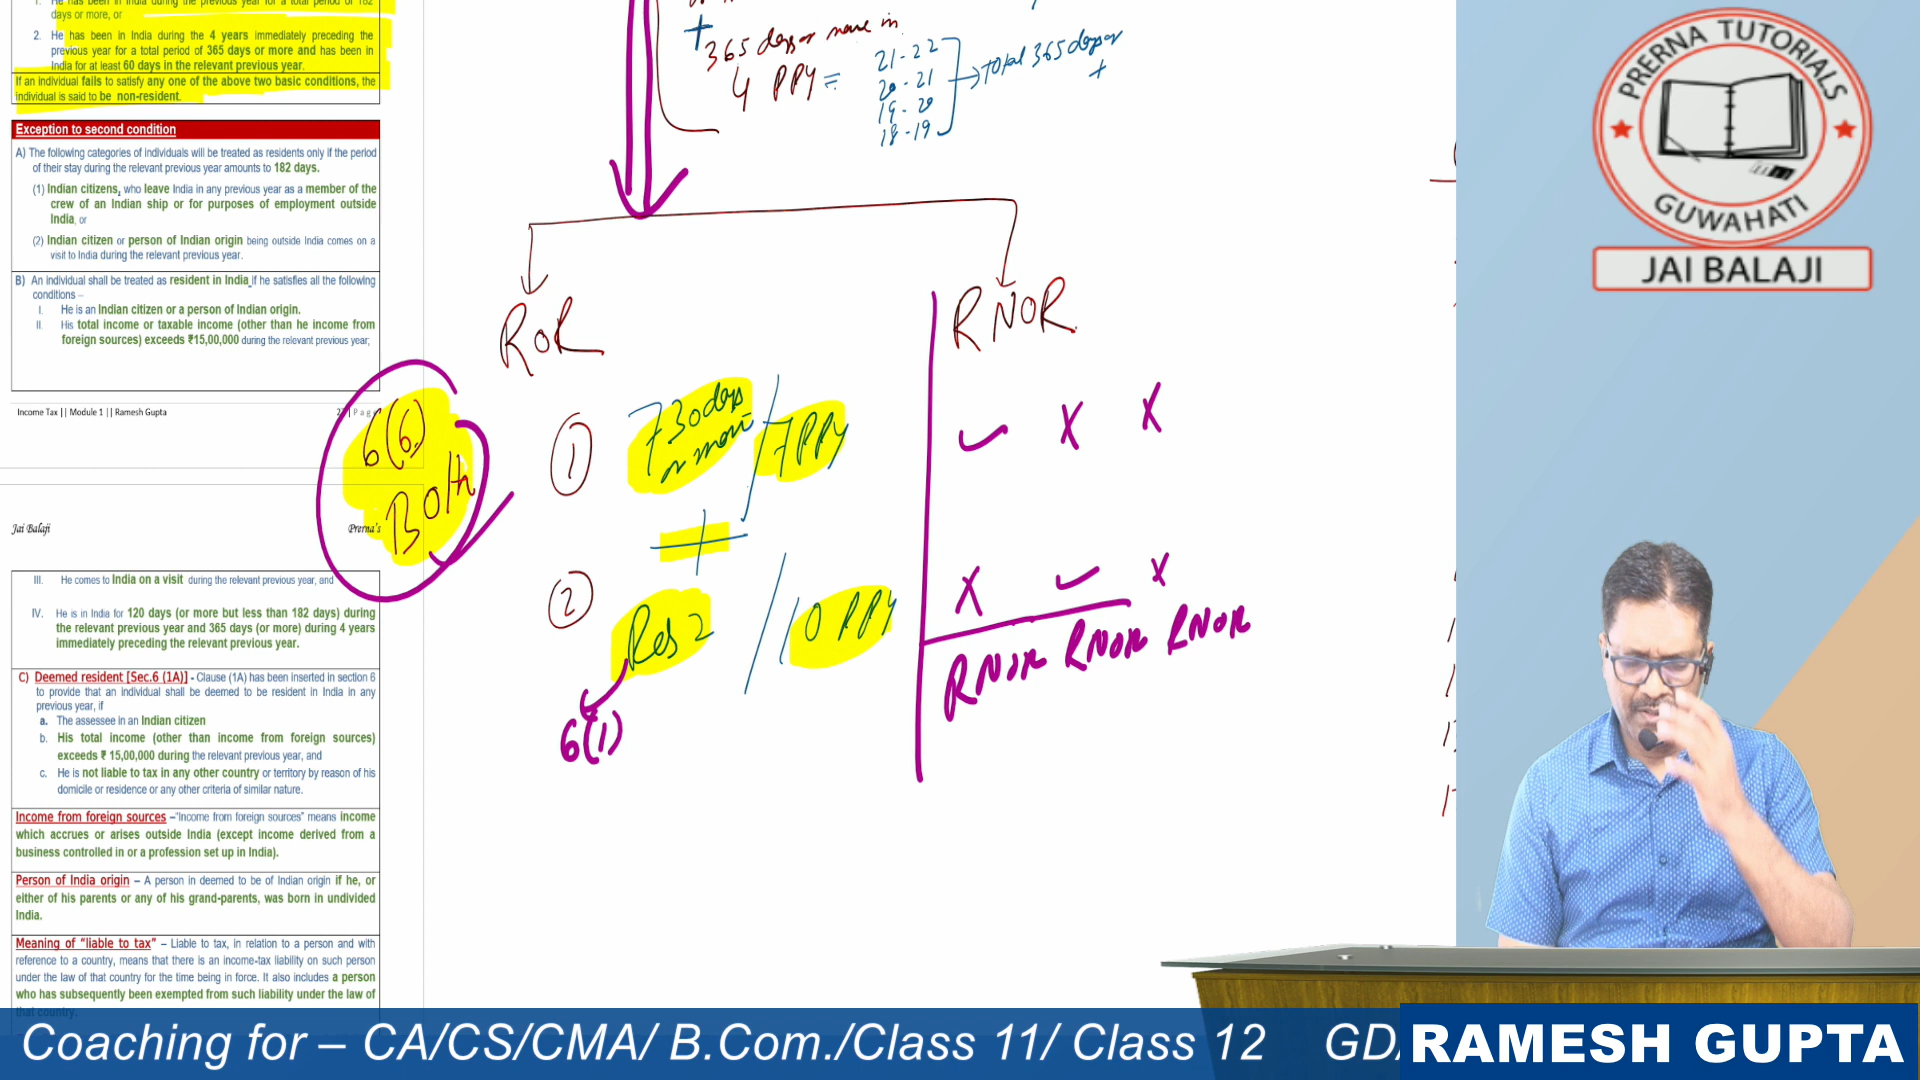 1. He has been in India during the previous year for a total period of 182
days or more, or
2. He has been in India during the 4 years immediately preceding the
previous year for a total period of 365 days or more and has been in
India for at least 60 days in the relevant previous year.
If an individual fails to satisfy any one of the above two basic conditions, the
individual is said to be non-resident.
Exception to second condition
A) The following categories of individuals will be treated as residents only if the period
of their stay during the relevant previous year amounts to 182 days.
(1) Indian citizens, who leave India in any previous year as a member of the
crew of an Indian ship or for purposes of employment outside
India, or
(2) Indian citizen or person of Indian origin being outside India comes on a
visit to India during the relevant previous year.
B) An individual shall be treated as resident in India if he satisfies all the following
conditions –
I. He is an Indian citizen or a person of Indian origin.
II. His total income or taxable income (other than he income from
foreign sources) exceeds ₹15,00,000 during the relevant previous year;
Income Tax || Module 1 || Ramesh Gupta
Jai Balaji
Prerna's
III. He comes to India on a visit during the relevant previous year, and
IV. He is in India for 120 days (or more but less than 182 days) during
the relevant previous year and 365 days (or more) during 4 years
immediately preceding the relevant previous year.
C) Deemed resident [Sec.6 (1A)] - Clause (1A) has been inserted in section 6
to provide that an individual shall be deemed to be resident in India in any
previous year, if
a. The assessee in an Indian citizen
b. His total income (other than income from foreign sources)
exceeds ₹ 15,00,000 during the relevant previous year, and
c. He is not liable to tax in any other country or territory by reason of his
domicile or residence or any other criteria of similar nature.
Income from foreign sources –"Income from foreign sources" means income
which accrues or arises outside India (except income derived from a
business controlled in or a profession set up in India).
Person of India origin – A person in deemed to be of Indian origin if he, or
either of his parents or any of his grand-parents, was born in undivided
India.
Meaning of "liable to tax" – Liable to tax, in relation to a person and with
reference to a country, means that there is an income-tax liability on such person
under the law of that country for the time being in force. It also includes a person
who has subsequently been exempted from such liability under the law of
that country.
+
365 days or more in
4 PPY =
21-22
20-21
19-20
18-19
→ Total 365 days or
+
ROR
RNOR
6(6)
Both
① 730 days
or more / 7 PPY
✓ X X
+
② Res 2 / 10 PPY
X ✓ X
RNOR RNOR RNOR
6(1)
PRERNA TUTORIALS
GUWAHATI
JAI BALAJI
Coaching for – CA/CS/CMA/ B.Com./Class 11/ Class 12
RAMESH GUPTA